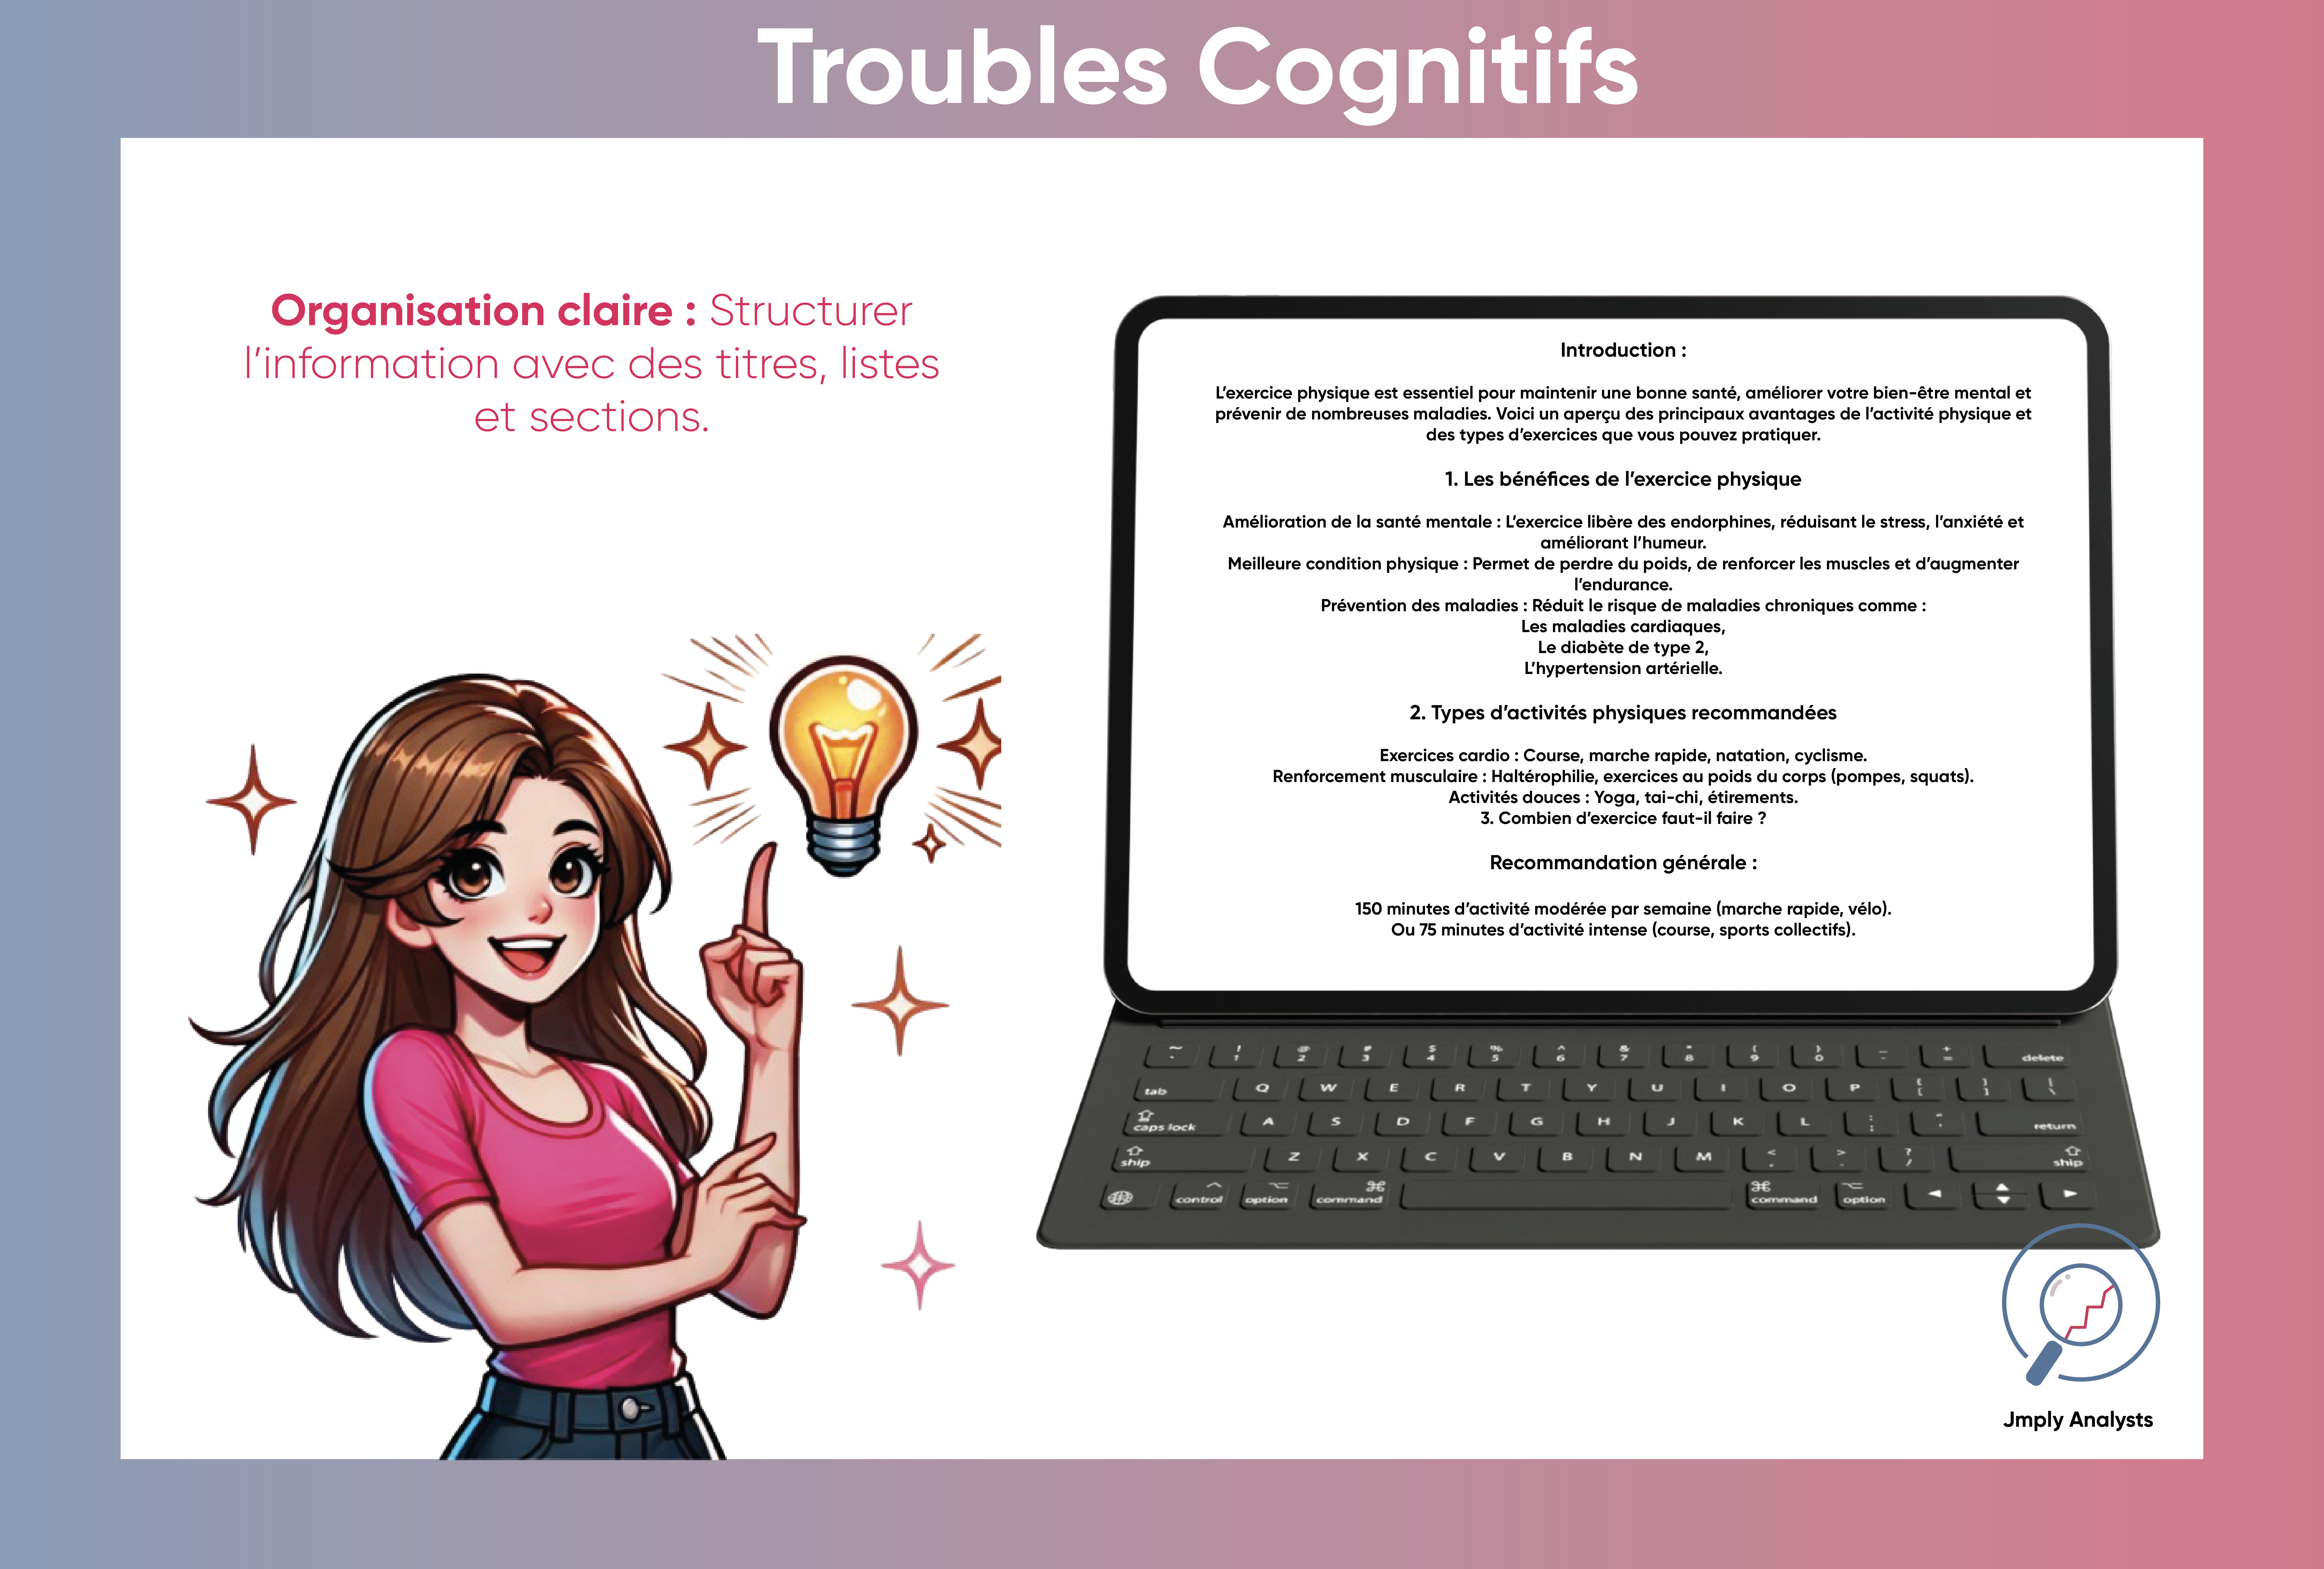 Troubles Cognitifs
Organisation claire : Structurer
l'information avec des titres, listes
et sections.
Introduction :
L'exercice physique est essentiel pour maintenir une bonne santé, améliorer votre bien-être mental et
prévenir de nombreuses maladies. Voici un aperçu des principaux avantages de l'activité physique et
des types d'exercices que vous pouvez pratiquer.
1. Les bénéfices de l'exercice physique
Amélioration de la santé mentale : L'exercice libère des endorphines, réduisant le stress, l'anxiété et
améliorant l'humeur.
Meilleure condition physique : Permet de perdre du poids, de renforcer les muscles et d'augmenter
l'endurance.
Prévention des maladies : Réduit le risque de maladies chroniques comme :
Les maladies cardiaques,
Le diabète de type 2,
L'hypertension artérielle.
2. Types d'activités physiques recommandées
Exercices cardio : Course, marche rapide, natation, cyclisme.
Renforcement musculaire : Haltérophilie, exercices au poids du corps (pompes, squats).
Activités douces : Yoga, tai-chi, étirements.
3. Combien d'exercice faut-il faire ?
Recommandation générale :
150 minutes d'activité modérée par semaine (marche rapide, vélo).
Ou 75 minutes d'activité intense (course, sports collectifs).
~ ! @ # $ % ^ & * ( ) _ +
\` 1 2 3 4 5 6 7 8 9 0 - = delete
tab Q W E R T Y U I O P { [ } ] | \
caps lock A S D F G H J K L : ; " ' return
ship Z X C V B N M < , > . ? / ship
control option command command option
Jmply Analysts